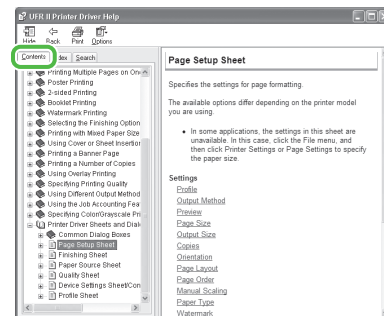 UFR II Printer Driver Help
Hide Back Print Options
Contents Index Search
Printing Multiple Pages on One
Poster Printing
2-sided Printing
Booklet Printing
Watermark Printing
Selecting the Finishing Option
Printing with Mixed Paper Size
Using Cover or Sheet Insertion
Printing a Banner Page
Printing a Number of Copies
Using Overlay Printing
Specifying Printing Quality
Using Different Output Method
Using the Job Accounting Fea
Specifying Color/Grayscale Pri
Printer Driver Sheets and Dialo
Common Dialog Boxes
Page Setup Sheet
Finishing Sheet
Paper Source Sheet
Quality Sheet
Device Settings Sheet/Con
Profile Sheet
Page Setup Sheet
Specifies the settings for page formatting.
The available options differ depending on the printer model
you are using.
• In some applications, the settings in this sheet are
unavailable. In this case, click the File menu, and
then click Printer Settings or Page Settings to specify
the paper size.
Settings
Profile
Output Method
Preview
Page Size
Output Size
Copies
Orientation
Page Layout
Page Order
Manual Scaling
Paper Type
Watermark